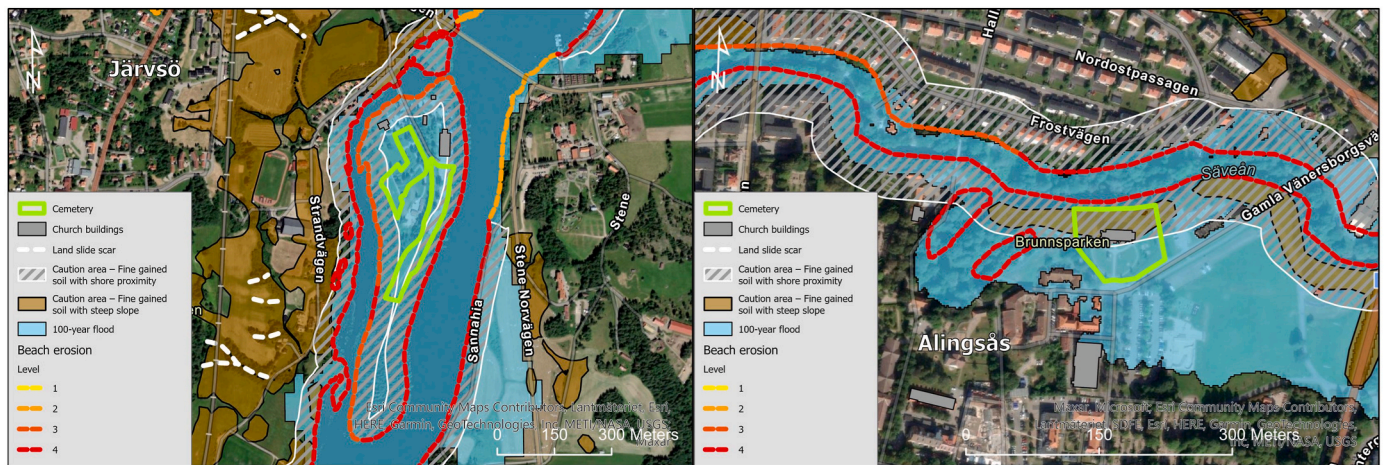 N
Järvsö
Strandvägen
Sannahia
Stene Norvägen
Stene
Cemetery
Church buildings
Land slide scar
Caution area – Fine gained
soil with shore proximity
Caution area – Fine gained
soil with steep slope
100-year flood
Beach erosion
Level
1
2
3
4
Esri Community Maps Contributors, Lantmäteriet, Esri,
HERE, Garmin, GeoTechnologies, Inc, METI/NASA, USGS,
Maxar
0 150 300 Meters
N
Nordostpassagen
Frostvägen
Säveån
Gamla Vänersborgsvä
Brunnsparken
Alingsås
Cemetery
Church buildings
Land slide scar
Caution area – Fine gained
soil with shore proximity
Caution area – Fine gained
soil with steep slope
100-year flood
Beach erosion
Level
1
2
3
4
Maxar, Microsoft, Esri Community Maps Contributors,
Esri, HERE, Garmin, GeoTechnologies,
Inc, METI/NASA, USGS
0 150 300 Meters